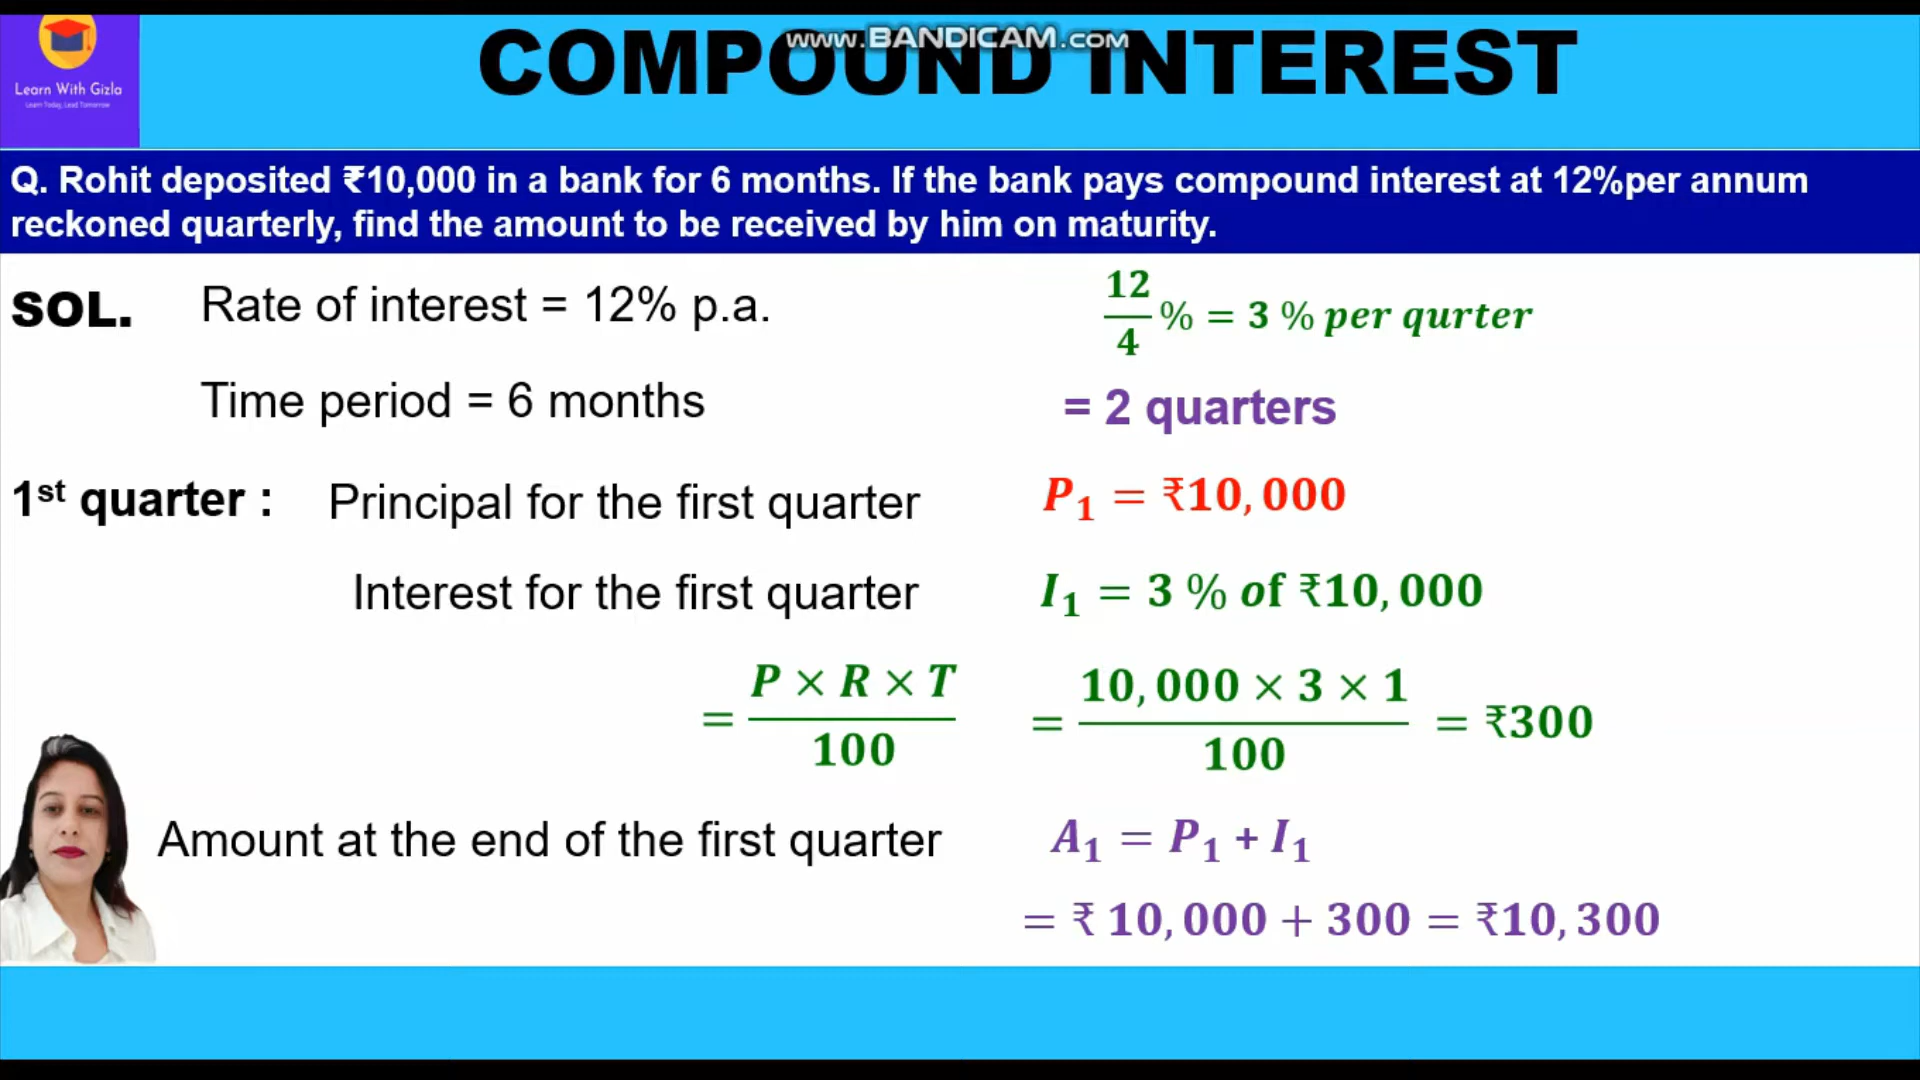 www.BANDICAM.com
COMPOUND INTEREST
Learn With Gizla
Learn Today, Lead Tomorrow
Q. Rohit deposited ₹10,000 in a bank for 6 months. If the bank pays compound interest at 12%per annum
reckoned quarterly, find the amount to be received by him on maturity.
SOL. Rate of interest = 12% p.a. 12/4 % = 3 % per qurter
Time period = 6 months = 2 quarters
1st quarter : Principal for the first quarter P₁ = ₹10,000
Interest for the first quarter I₁ = 3 % of ₹10,000
= P × R × T / 100 = 10,000 × 3 × 1 / 100 = ₹300
Amount at the end of the first quarter A₁ = P₁ + I₁
= ₹ 10,000 + 300 = ₹10,300